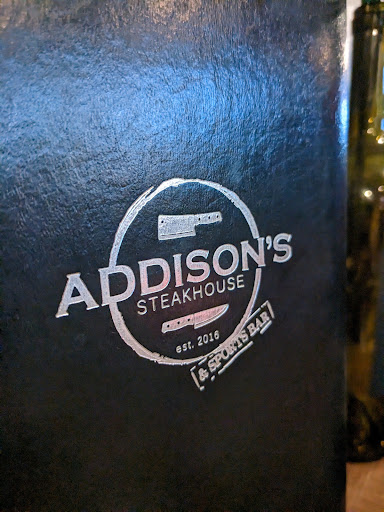 ADDISON'S
STEAKHOUSE
est. 2016
& SPORTS BAR